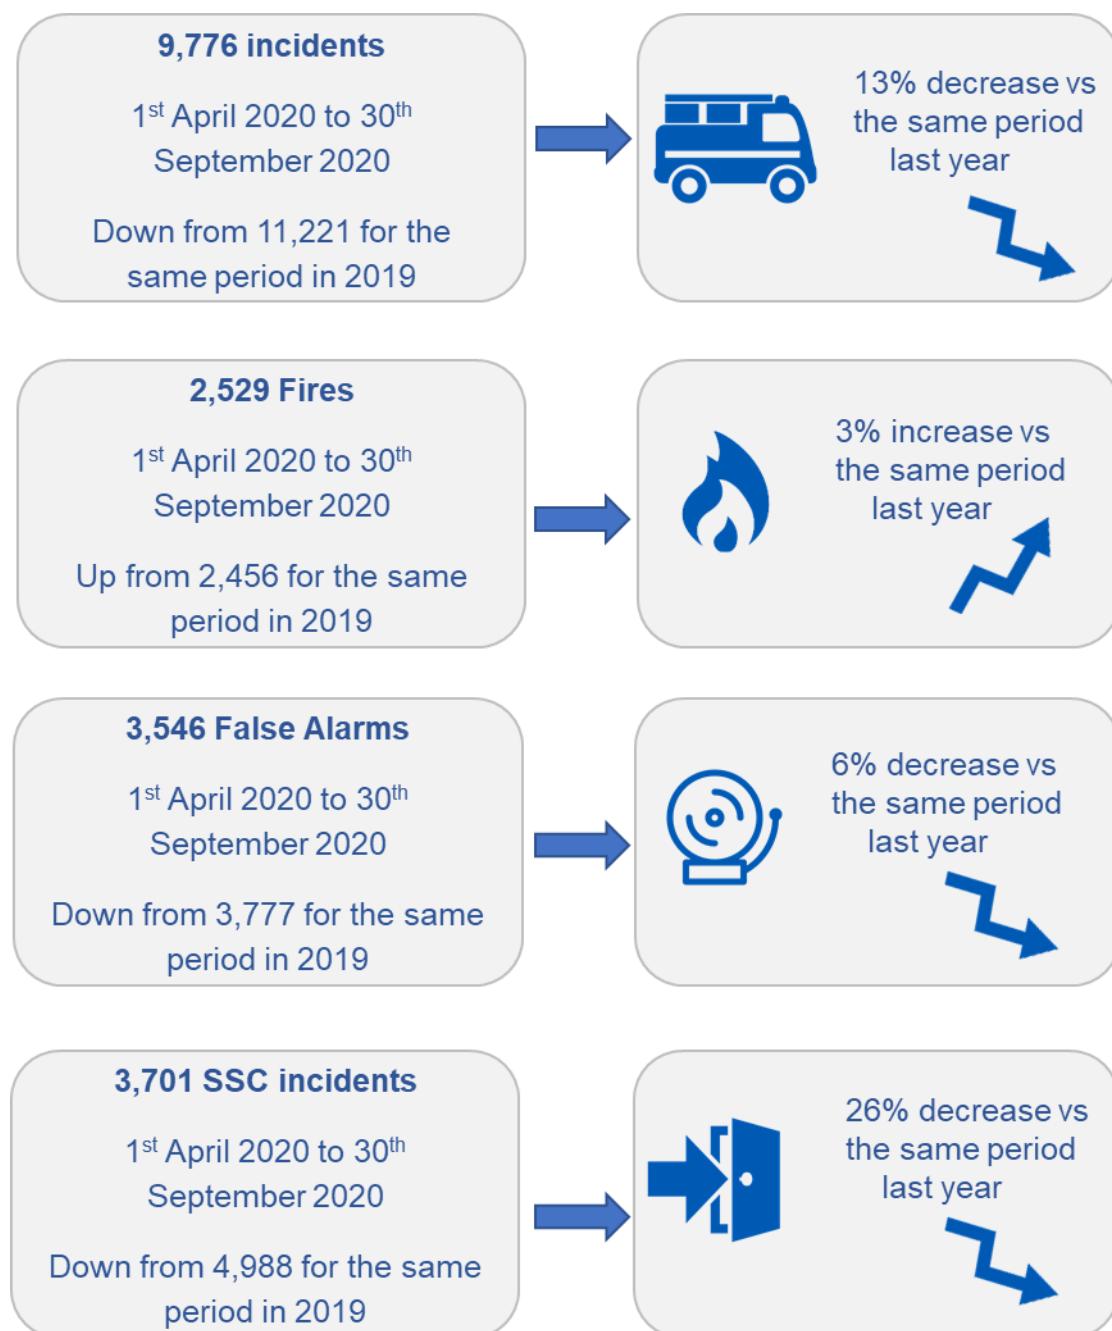 9,776 incidents
1st April 2020 to 30th
September 2020
Down from 11,221 for the
same period in 2019
13% decrease vs
the same period
last year
2,529 Fires
1st April 2020 to 30th
September 2020
Up from 2,456 for the same
period in 2019
3% increase vs
the same period
last year
3,546 False Alarms
1st April 2020 to 30th
September 2020
Down from 3,777 for the same
period in 2019
6% decrease vs
the same period
last year
3,701 SSC incidents
1st April 2020 to 30th
September 2020
Down from 4,988 for the same
period in 2019
26% decrease vs
the same period
last year